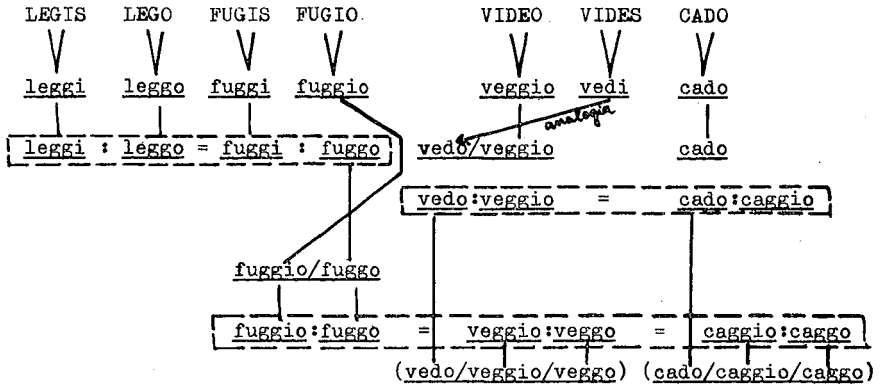 LEGIS LEGO FUGIS FUGIO VIDEO VIDES CADO
leggi leggo fuggi fuggio veggio vedi cado
analogia
leggi : leggo = fuggi : fuggo vedo/veggio cado
vedo:veggio = cado:caggio
fuggio/fuggo
fuggio:fuggo = veggio:veggo = caggio:caggo
(vedo/veggio/veggo) (cado/caggio/caggo)